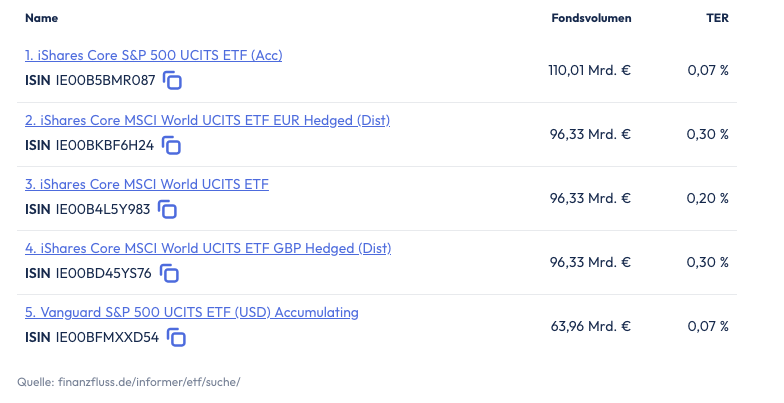 Name Fondsvolumen TER
1. iShares Core S&P 500 UCITS ETF (Acc)
ISIN IE00B5BMR087
110,01 Mrd. € 0,07 %
2. iShares Core MSCI World UCITS ETF EUR Hedged (Dist)
ISIN IE00BKBF6H24
96,33 Mrd. € 0,30 %
3. iShares Core MSCI World UCITS ETF
ISIN IE00B4L5Y983
96,33 Mrd. € 0,20 %
4. iShares Core MSCI World UCITS ETF GBP Hedged (Dist)
ISIN IE00BD45YS76
96,33 Mrd. € 0,30 %
5. Vanguard S&P 500 UCITS ETF (USD) Accumulating
ISIN IE00BFMXXD54
63,96 Mrd. € 0,07 %
Quelle: finanzfluss.de/informer/etf/suche/